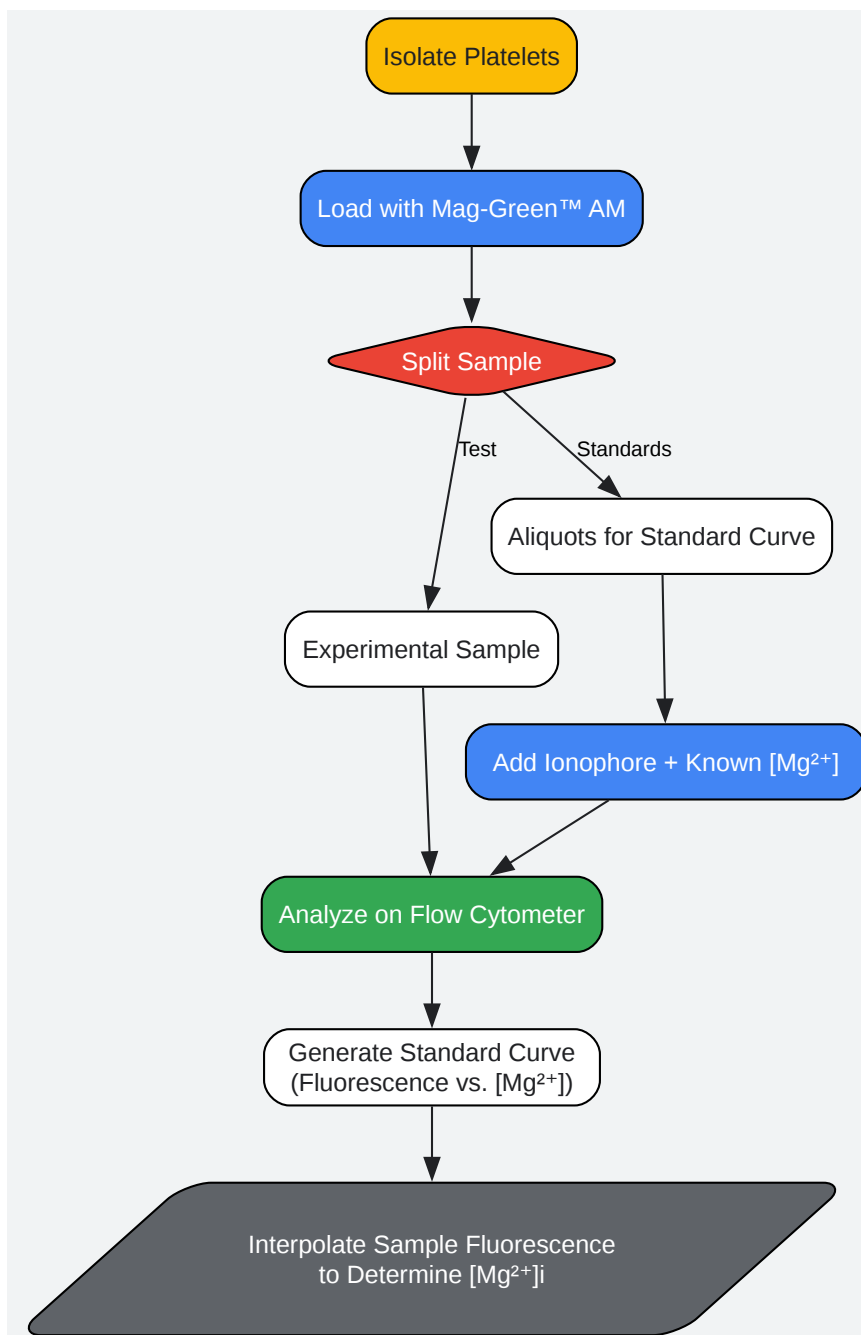 Isolate Platelets
Load with Mag-Green™ AM
Split Sample
Test
Standards
Aliquots for Standard Curve
Experimental Sample
Add Ionophore + Known [Mg²⁺]
Analyze on Flow Cytometer
Generate Standard Curve
(Fluorescence vs. [Mg²⁺])
Interpolate Sample Fluorescence
to Determine [Mg²⁺]i